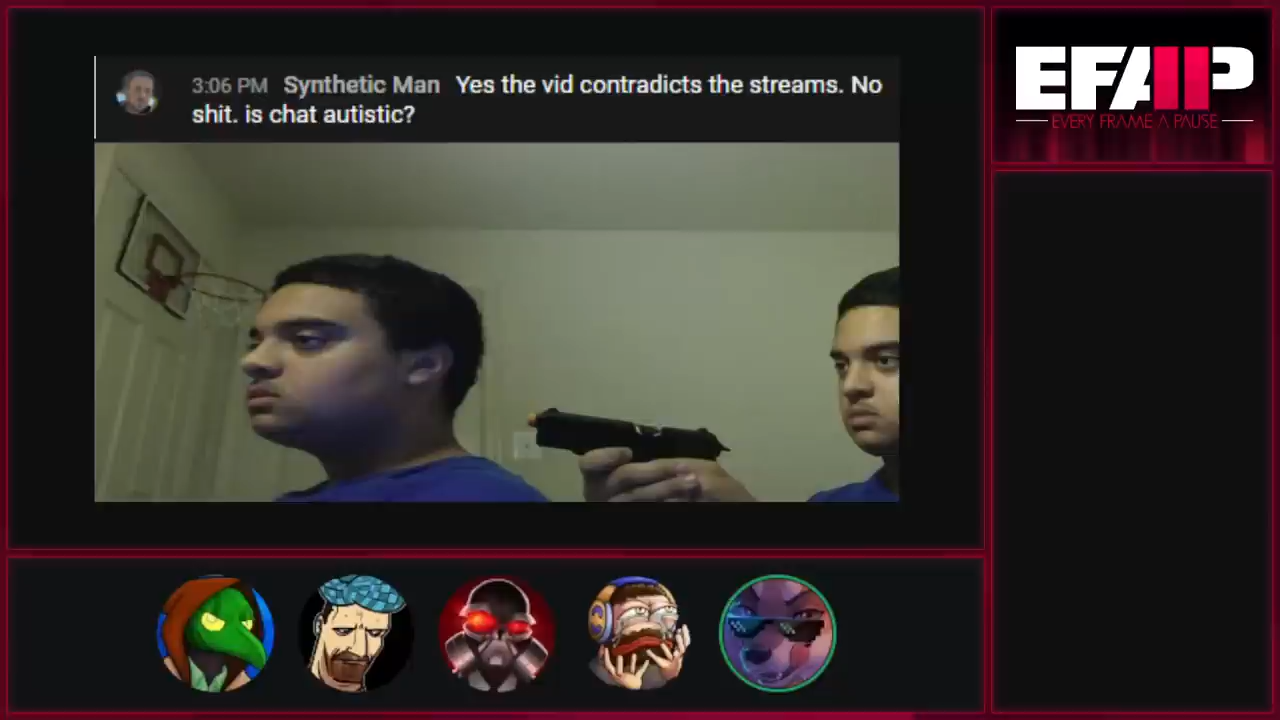 3:06 PM Synthetic Man Yes the vid contradicts the streams. No
shit. is chat autistic?
EFAP
EVERY FRAME A PAUSE